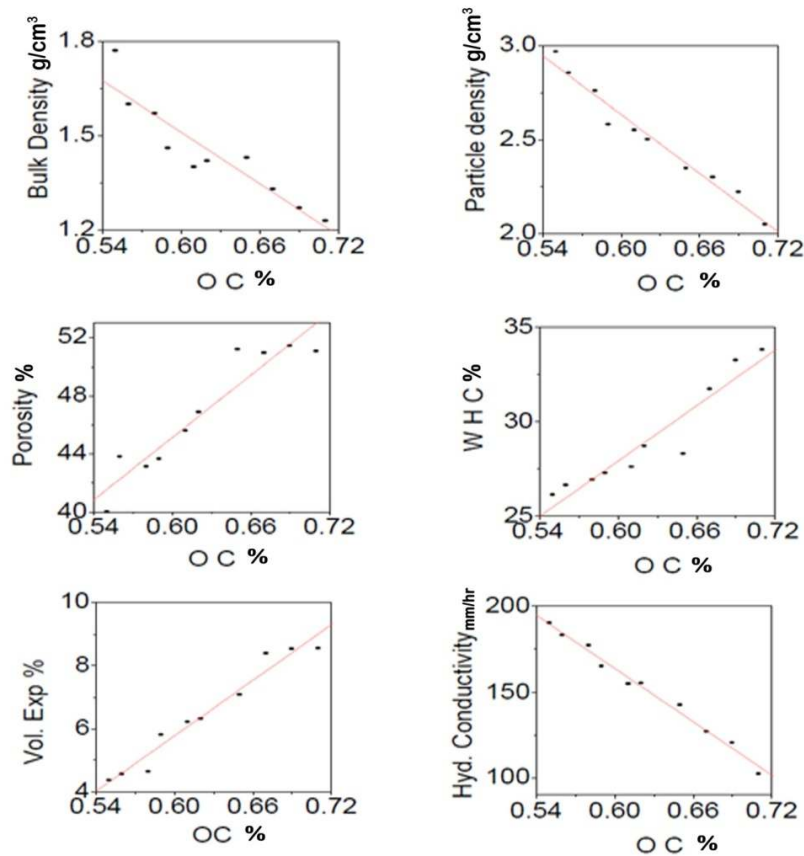 Bulk Density g/cm³
1.8
1.5
1.2
0.54 0.60 0.66 0.72
O C %
Particle density g/cm³
3.0
2.5
2.0
0.54 0.60 0.66 0.72
O C %
Porosity %
52
48
44
40
0.54 0.60 0.66 0.72
O C %
W H C %
35
30
25
0.54 0.60 0.66 0.72
O C %
Vol. Exp %
10
8
6
4
0.54 0.60 0.66 0.72
OC %
Hyd. Conductivity mm/hr
200
150
100
0.54 0.60 0.66 0.72
O C %